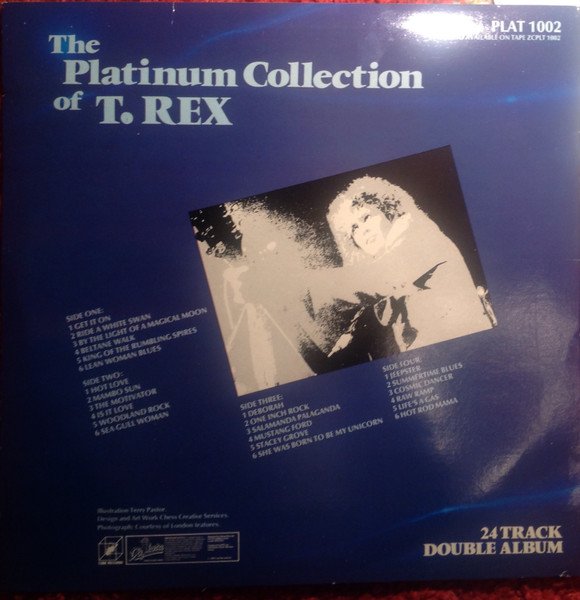 The
Platinum Collection
of T. REX
PLAT 1002
AVAILABLE ON TAPE ZCPLT 1002
SIDE ONE:
1 GET IT ON
2 RIDE A WHITE SWAN
3 BY THE LIGHT OF A MAGICAL MOON
4 BELTANE WALK
5 KING OF THE RUMBLING SPIRES
6 LEAN WOMAN BLUES
SIDE TWO:
1 HOT LOVE
2 MAMBO SUN
3 THE MOTIVATOR
4 IS IT LOVE
5 WOODLAND ROCK
6 SEA GULL WOMAN
SIDE THREE:
1 DEBORAH
2 ONE INCH ROCK
3 SALAMANDA PALAGANDA
4 MUSTANG FORD
5 STACEY GROVE
6 SHE WAS BORN TO BE MY UNICORN
SIDE FOUR:
1 JEEPSTER
2 SUMMERTIME BLUES
3 COSMIC DANCER
4 RAW RAMP
5 LIFE'S A GAS
6 HOT ROD MAMA
Illustration Terry Pastor.
Design and Art Work Chess Creative Services.
Photograph: Courtesy of London features.
CUBE RECORDS
24 TRACK
DOUBLE ALBUM